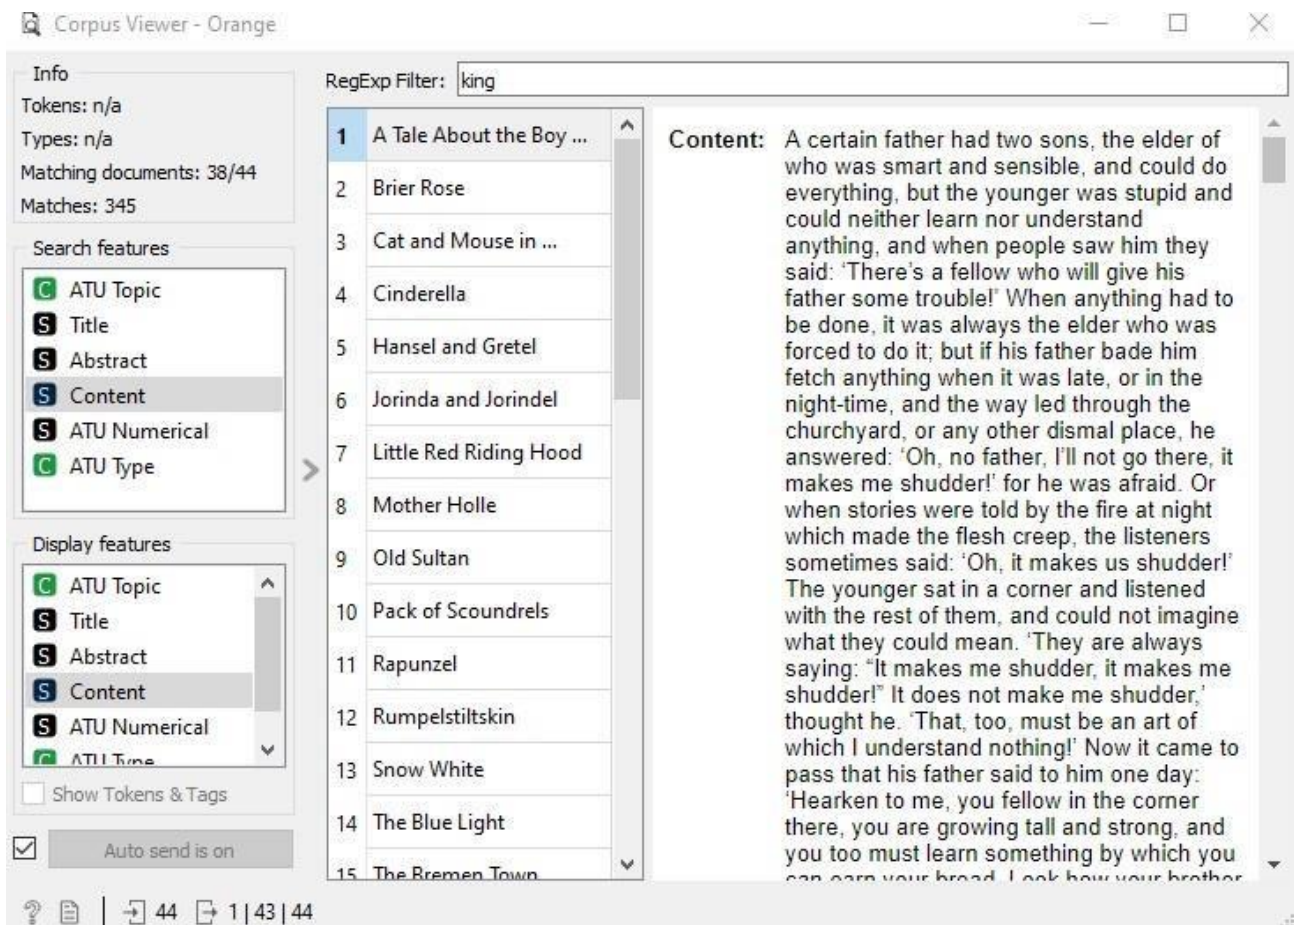 Corpus Viewer - Orange
Info
Tokens: n/a
Types: n/a
Matching documents: 38/44
Matches: 345
Search features
C ATU Topic
S Title
S Abstract
S Content
S ATU Numerical
C ATU Type
Display features
C ATU Topic
S Title
S Abstract
S Content
S ATU Numerical
C ATU Type
Show Tokens & Tags
Auto send is on
44
1 | 43 | 44
RegExp Filter: king
1 A Tale About the Boy ...
2 Brier Rose
3 Cat and Mouse in ...
4 Cinderella
5 Hansel and Gretel
6 Jorinda and Jorindel
7 Little Red Riding Hood
8 Mother Holle
9 Old Sultan
10 Pack of Scoundrels
11 Rapunzel
12 Rumpelstiltskin
13 Snow White
14 The Blue Light
15 The Bremen Town
Content: A certain father had two sons, the elder of
who was smart and sensible, and could do
everything, but the younger was stupid and
could neither learn nor understand
anything, and when people saw him they
said: ‘There’s a fellow who will give his
father some trouble!’ When anything had to
be done, it was always the elder who was
forced to do it; but if his father bade him
fetch anything when it was late, or in the
night-time, and the way led through the
churchyard, or any other dismal place, he
answered: ‘Oh, no father, I’ll not go there, it
makes me shudder!’ for he was afraid. Or
when stories were told by the fire at night
which made the flesh creep, the listeners
sometimes said: ‘Oh, it makes us shudder!’
The younger sat in a corner and listened
with the rest of them, and could not imagine
what they could mean. ‘They are always
saying: “It makes me shudder, it makes me
shudder!” It does not make me shudder,’
thought he. ‘That, too, must be an art of
which I understand nothing!’ Now it came to
pass that his father said to him one day:
‘Hearken to me, you fellow in the corner
there, you are growing tall and strong, and
you too must learn something by which you
can earn your bread. Look how your brother